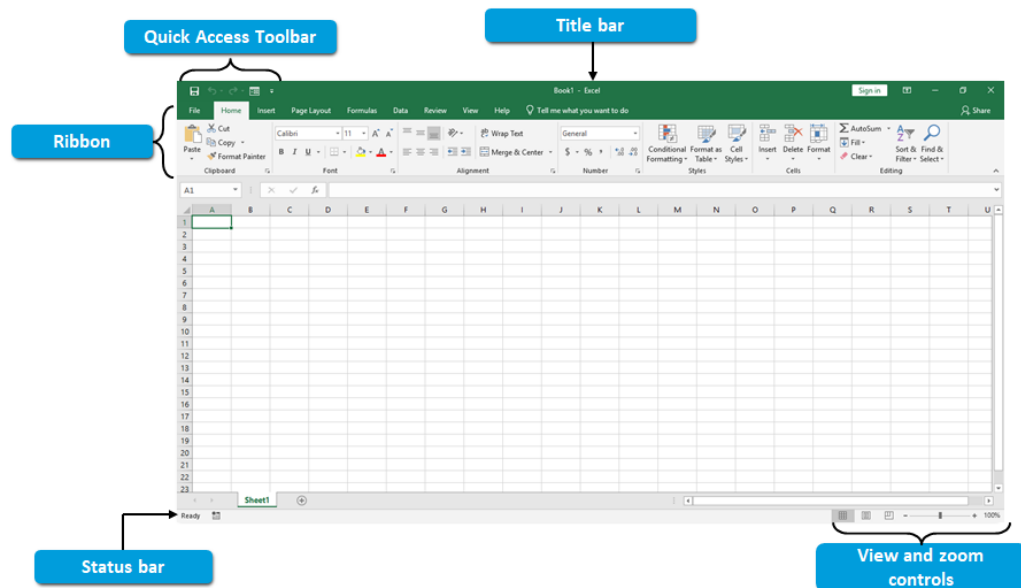 Title bar
Quick Access Toolbar
Book1 - Excel
Sign in
File Home Insert Page Layout Formulas Data Review View Help Tell me what you want to do Share
Ribbon
Paste
Cut
Copy
Format Painter
Clipboard
Calibri 11 A A
B I U A
Font
Wrap Text
Merge & Center
Alignment
General
$ % ,
Number
Conditional Formatting
Format as Table
Cell Styles
Styles
Insert Delete Format
Cells
AutoSum
Fill
Clear
Sort & Filter
Find & Select
Editing
A1 fx
A B C D E F G H I J K L M N O P Q R S T U
1
2
3
4
5
6
7
8
9
10
11
12
13
14
15
16
17
18
19
20
21
22
23
Sheet1
Ready 100%
Status bar
View and zoom
controls